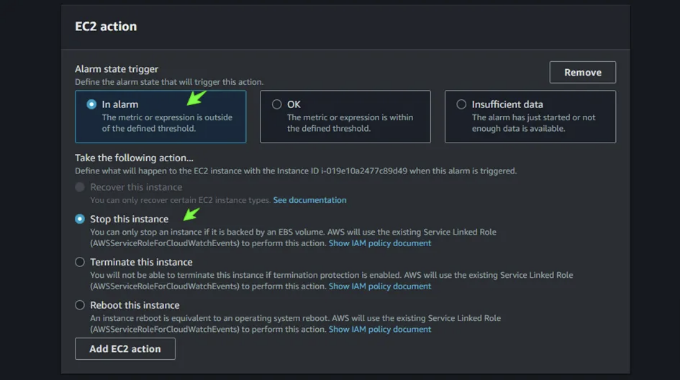 EC2 action
Alarm state trigger
Define the alarm state that will trigger this action.
Remove
In alarm
The metric or expression is outside
of the defined threshold.
OK
The metric or expression is within
the defined threshold.
Insufficient data
The alarm has just started or not
enough data is available.
Take the following action...
Define what will happen to the EC2 instance with the Instance ID i-019e10a2477c89d49 when this alarm is triggered.
Recover this instance
You can only recover certain EC2 instance types. See documentation
Stop this instance
You can only stop an instance if it is backed by an EBS volume. AWS will use the existing Service Linked Role
(AWSServiceRoleForCloudWatchEvents) to perform this action. Show IAM policy document
Terminate this instance
You will not be able to terminate this instance if termination protection is enabled. AWS will use the existing Service Linked Role
(AWSServiceRoleForCloudWatchEvents) to perform this action. Show IAM policy document
Reboot this instance
An instance reboot is equivalent to an operating system reboot. AWS will use the existing Service Linked Role
(AWSServiceRoleForCloudWatchEvents) to perform this action. Show IAM policy document
Add EC2 action